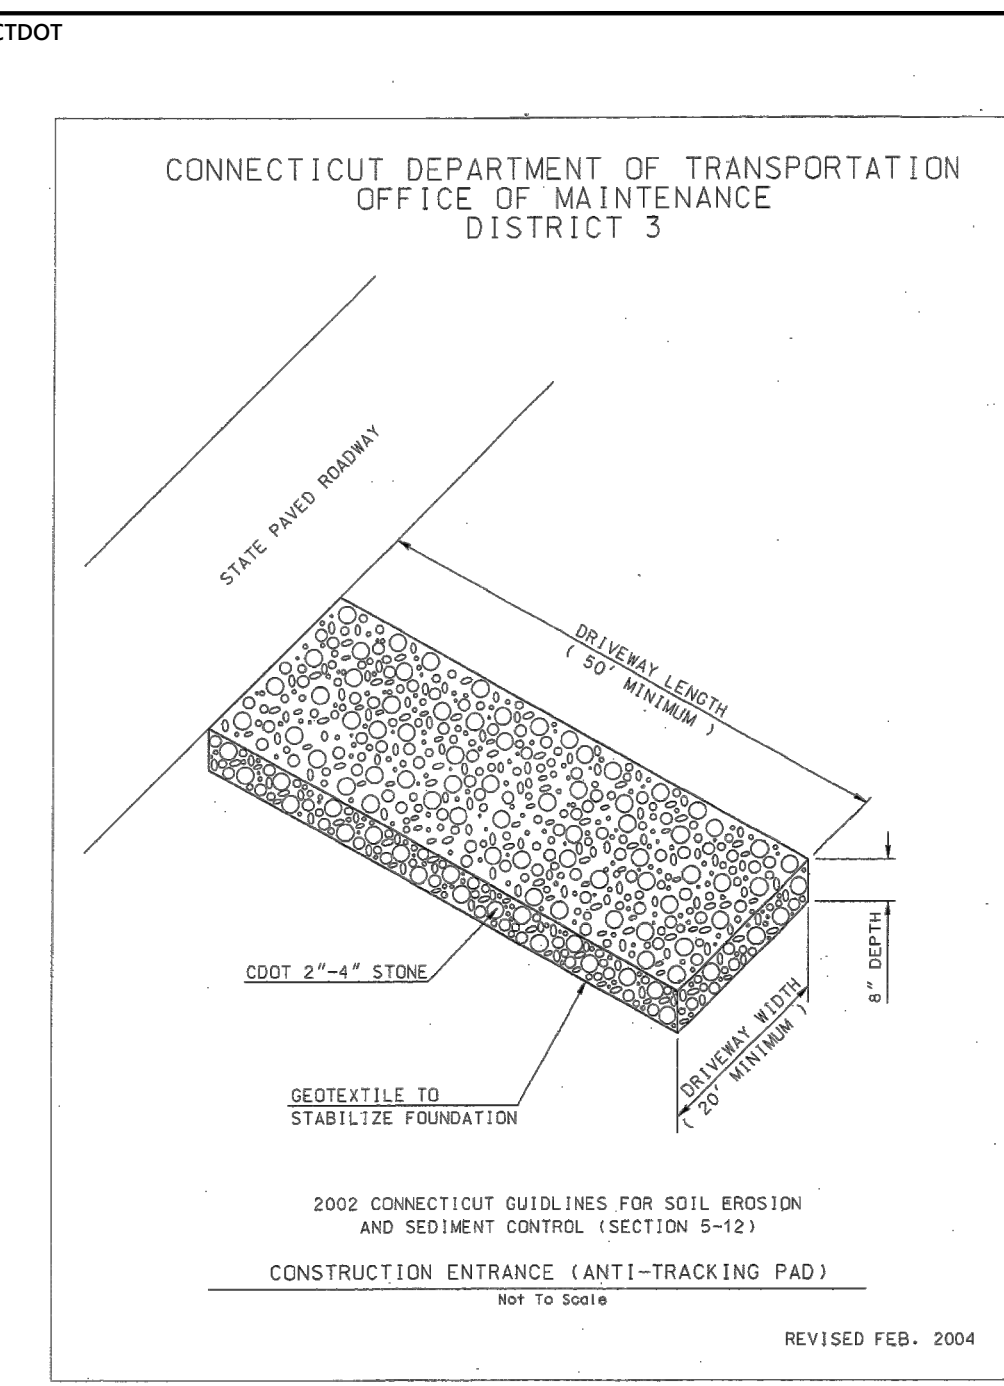 CTDOT
CONNECTICUT DEPARTMENT OF TRANSPORTATION
OFFICE OF MAINTENANCE
DISTRICT 3
STATE PAVED ROADWAY
DRIVEWAY LENGTH
( 50' MINIMUM )
8" DEPTH
CDOT 2"-4" STONE
DRIVEWAY WIDTH
( 20' MINIMUM )
GEOTEXTILE TO
STABILIZE FOUNDATION
2002 CONNECTICUT GUIDLINES FOR SOIL EROSION
AND SEDIMENT CONTROL (SECTION 5-12)
CONSTRUCTION ENTRANCE (ANTI-TRACKING PAD)
Not To Scale
REVISED FEB. 2004